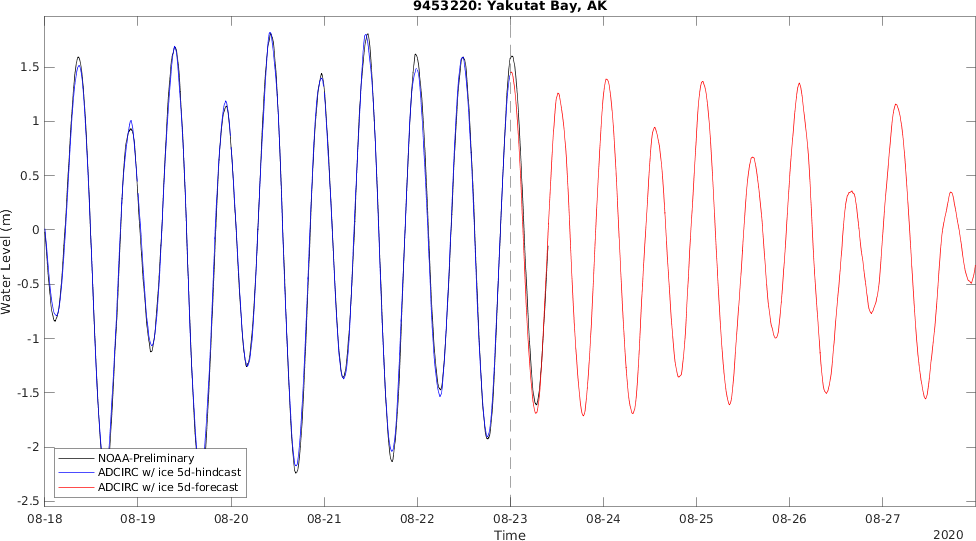 9453220: Yakutat Bay, AK
Water Level (m)
1.5
1
0.5
0
-0.5
-1
-1.5
-2
-2.5
NOAA-Preliminary
ADCIRC w/ ice 5d-hindcast
ADCIRC w/ ice 5d-forecast
08-18 08-19 08-20 08-21 08-22 08-23 08-24 08-25 08-26 08-27
Time
2020